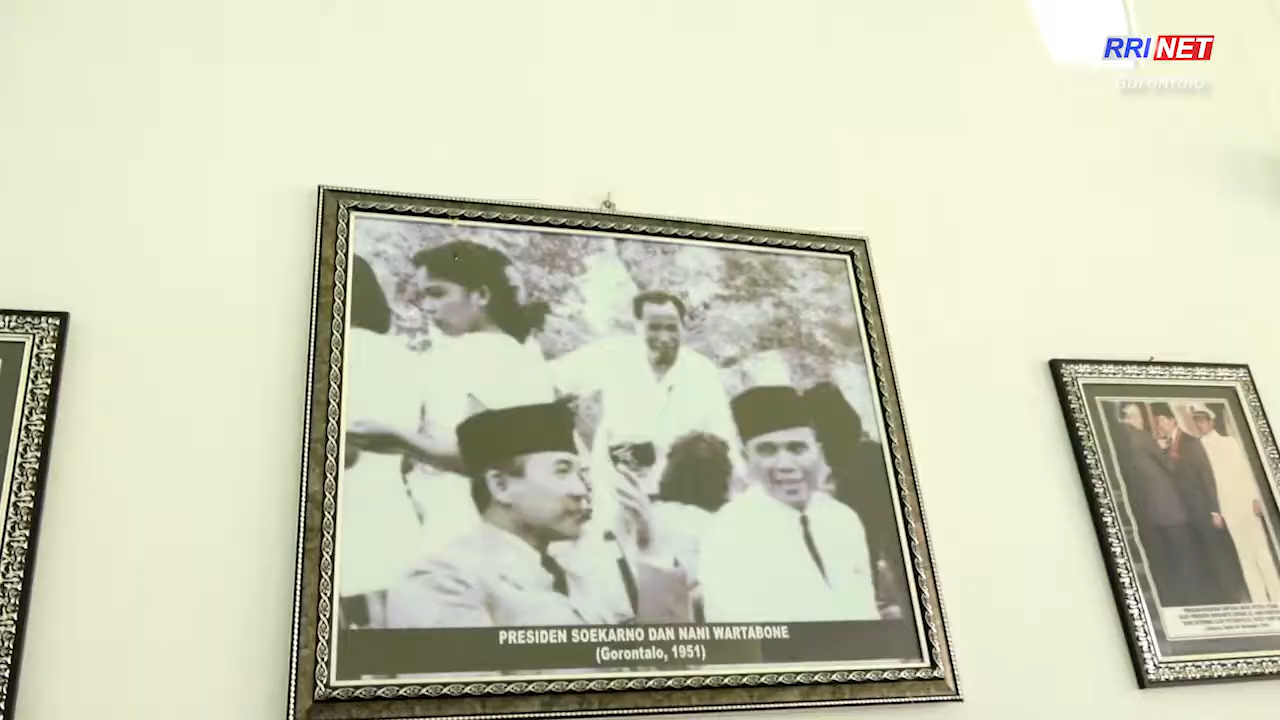 RRI NET
Gorontalo
PRESIDEN SOEKARNO DAN NANI WARTABONE
(Gorontalo, 1951)